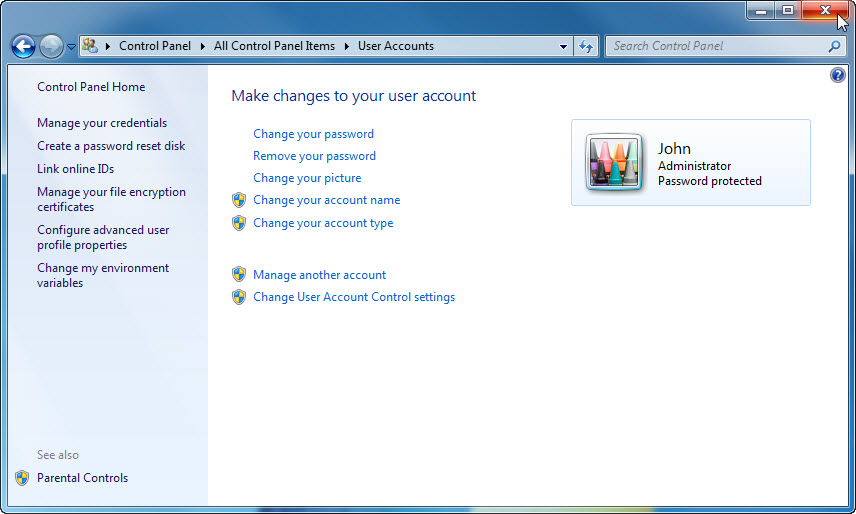 Control Panel All Control Panel Items User Accounts
Search Control Panel
Control Panel Home
Manage your credentials
Create a password reset disk
Link online IDs
Manage your file encryption
certificates
Configure advanced user
profile properties
Change my environment
variables
See also
Parental Controls
Make changes to your user account
Change your password
Remove your password
Change your picture
Change your account name
Change your account type
Manage another account
Change User Account Control settings
John
Administrator
Password protected